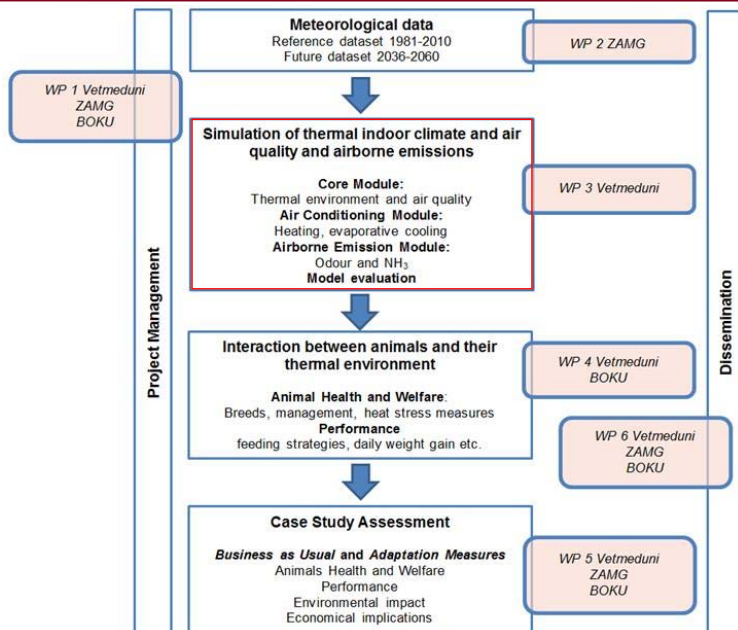 Meteorological data
Reference dataset 1981-2010
Future dataset 2036-2060
WP 2 ZAMG
WP 1 Vetmeduni
ZAMG
BOKU
Simulation of thermal indoor climate and air
quality and airborne emissions
Core Module:
Thermal environment and air quality
Air Conditioning Module:
Heating, evaporative cooling
Airborne Emission Module:
Odour and NH₃
Model evaluation
WP 3 Vetmeduni
Project Management
Dissemination
Interaction between animals and their
thermal environment
Animal Health and Welfare:
Breeds, management, heat stress measures
Performance
feeding strategies, daily weight gain etc.
WP 4 Vetmeduni
BOKU
WP 6 Vetmeduni
ZAMG
BOKU
Case Study Assessment
Business as Usual and Adaptation Measures
Animals Health and Welfare
Performance
Environmental impact
Economical implications
WP 5 Vetmeduni
ZAMG
BOKU